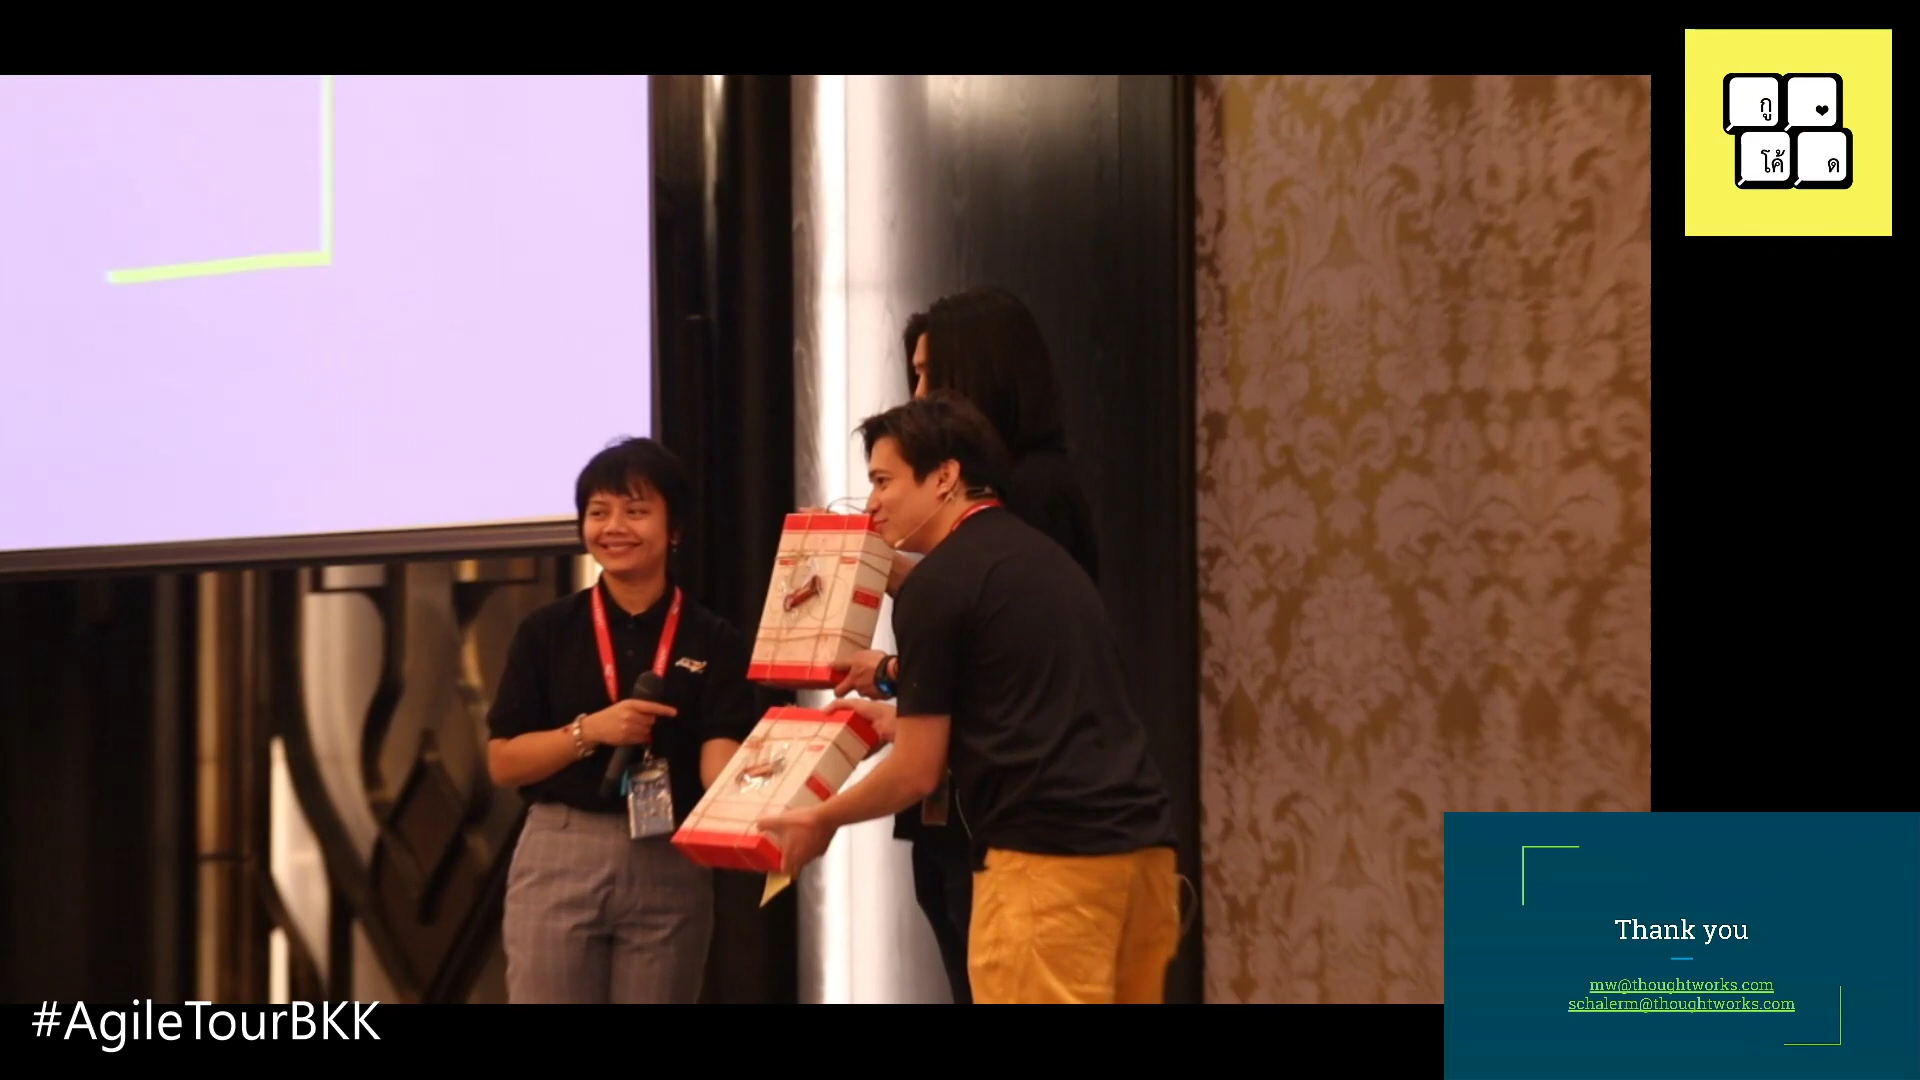 กู
โค้ด
Thank you
mw@thoughtworks.com
schalerm@thoughtworks.com
#AgileTourBKK